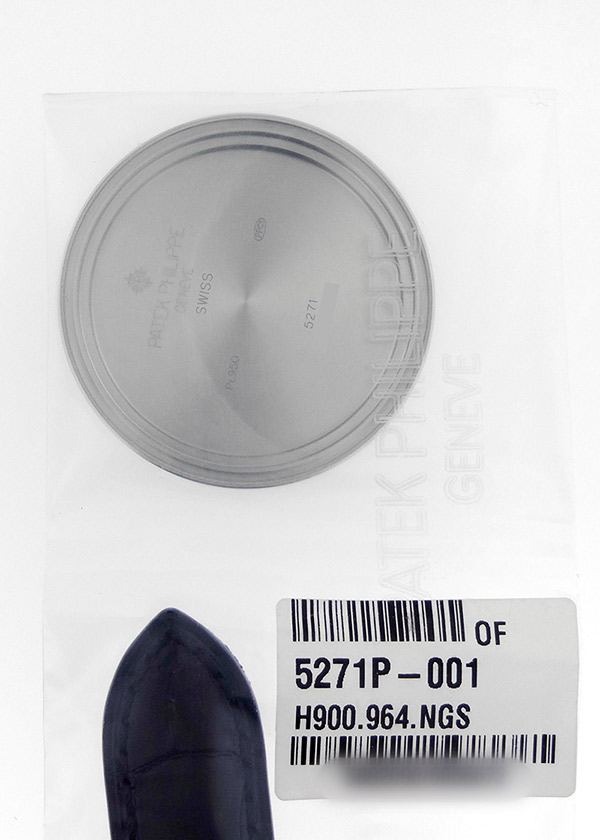 PATEK PHILIPPE
GENEVE
SWISS
5271
Pt 950
PATEK PHILIPPE
GENEVE
OF
5271P-001
H900.964.NGS